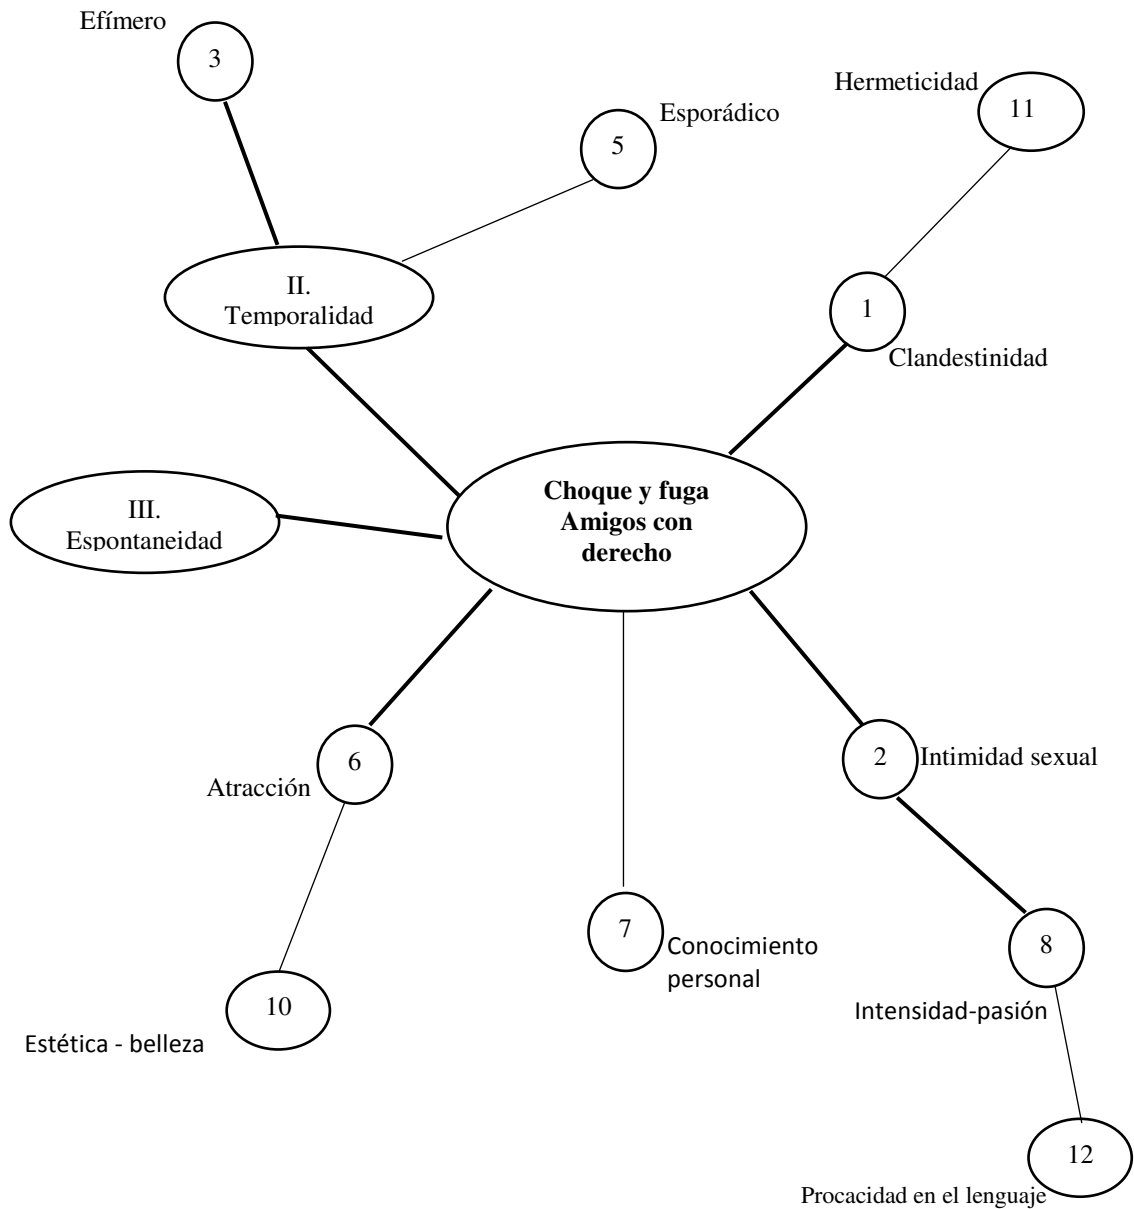 Efímero
3
Hermeticidad
11
5
Esporádico
II.
Temporalidad
1
Clandestinidad
Choque y fuga
Amigos con
derecho
III.
Espontaneidad
6
Atracción
2
Intimidad sexual
7
Conocimiento
personal
8
Intensidad-pasión
10
Estética - belleza
12
Procacidad en el lenguaje